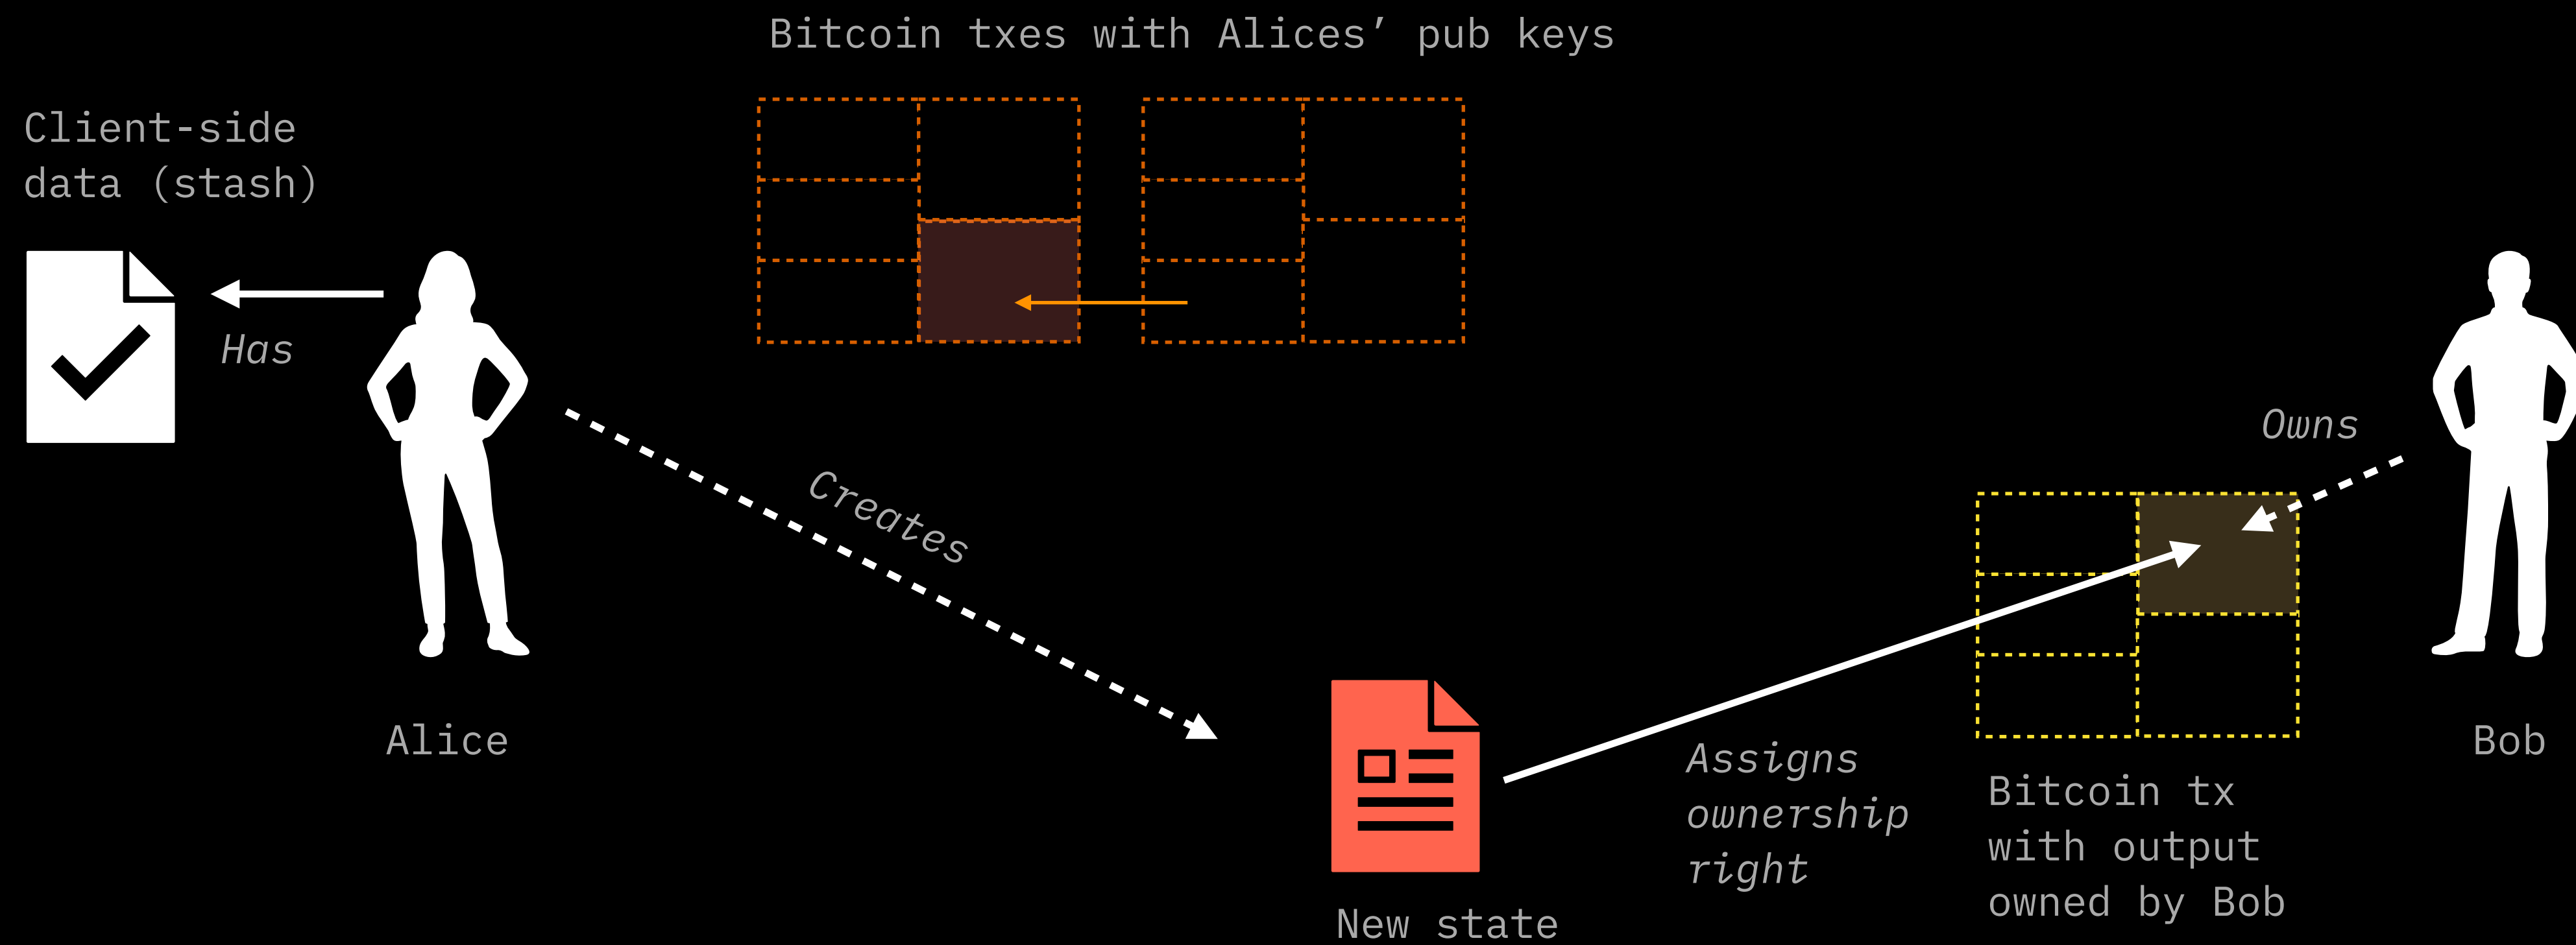 Bitcoin txes with Alices’ pub keys
Client-side
data (stash)
Has
Creates
Owns
Alice
Assigns
ownership
right
Bitcoin tx
with output
owned by Bob
Bob
New state